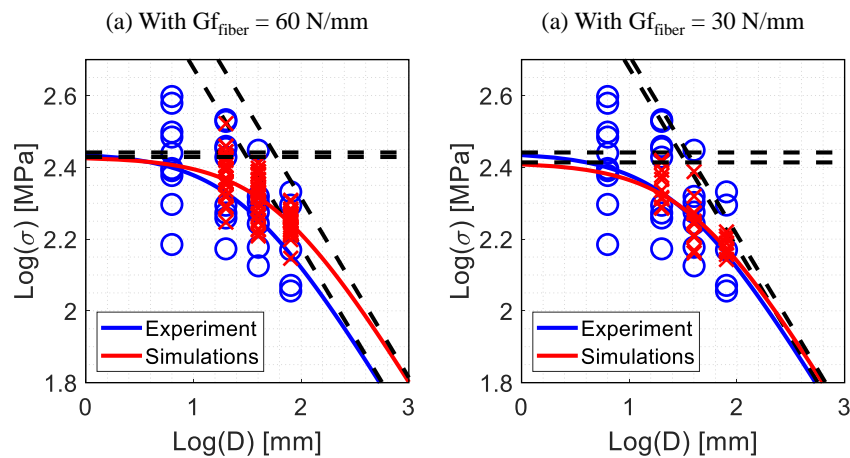 (a) With Gf_fiber = 60 N/mm
Log(σ) [MPa]
2.6
2.4
2.2
2
1.8
Experiment
Simulations
0
1
2
3
Log(D) [mm]
(a) With Gf_fiber = 30 N/mm
Log(σ) [MPa]
2.6
2.4
2.2
2
1.8
Experiment
Simulations
0
1
2
3
Log(D) [mm]